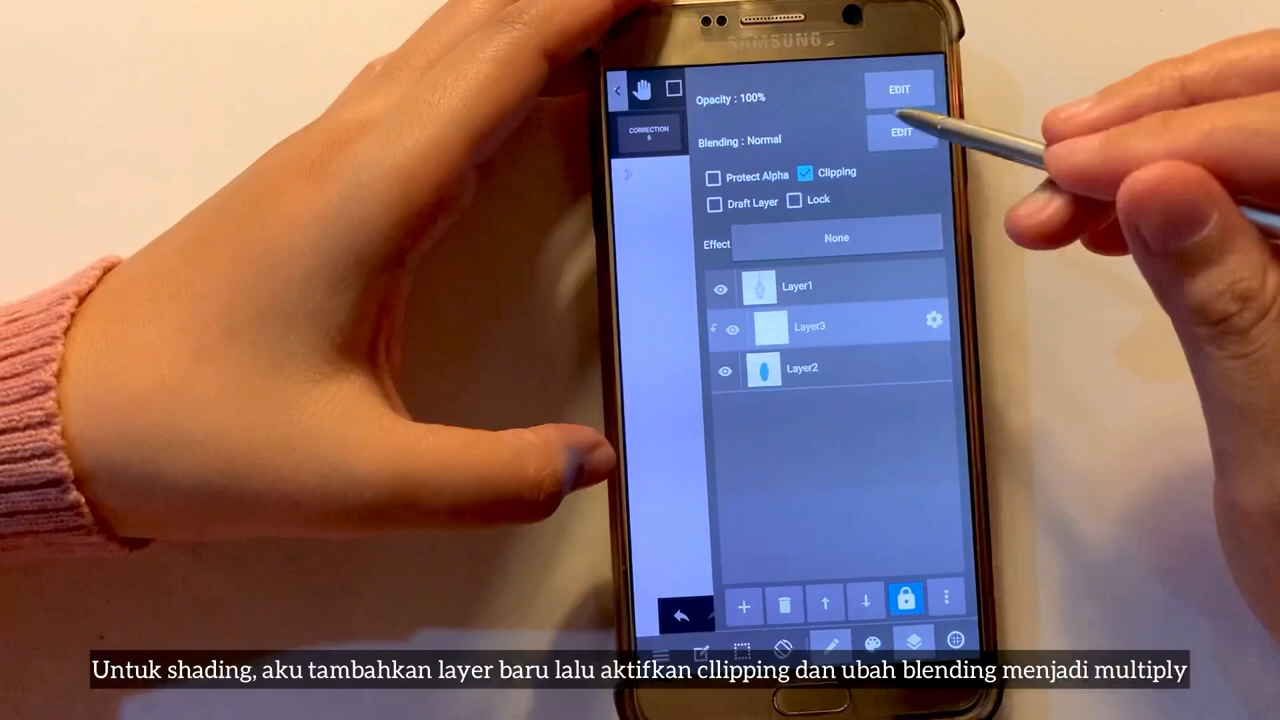 SAMSUNG
Opacity : 100%
EDIT
CORRECTION
6
Blending : Normal
EDIT
Protect Alpha
Clipping
Draft Layer
Lock
Effect
None
Layer1
Layer3
Layer2
Untuk shading, aku tambahkan layer baru lalu aktifkan cllipping dan ubah blending menjadi multiply